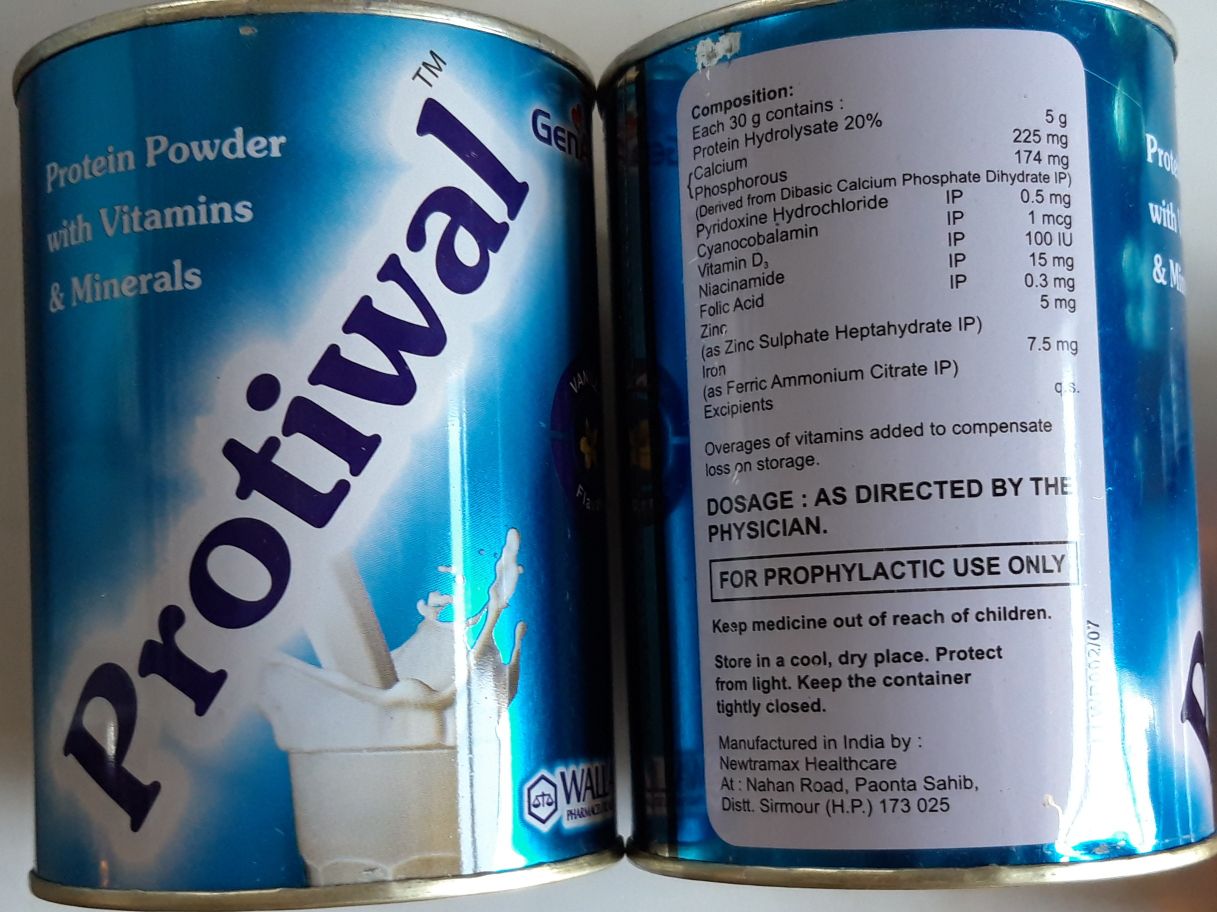 Protein Powder
with Vitamins
& Minerals
Protiwal™
WALLA
Composition:
Each 30 g contains :
Protein Hydrolysate 20% 5 g
Calcium 225 mg
Phosphorous 174 mg
(Derived from Dibasic Calcium Phosphate Dihydrate IP)
Pyridoxine Hydrochloride IP 0.5 mg
Cyanocobalamin IP 1 mcg
Vitamin D3 IP 100 IU
Niacinamide IP 15 mg
Folic Acid IP 0.3 mg
Zinc 5 mg
(as Zinc Sulphate Heptahydrate IP)
Iron 7.5 mg
(as Ferric Ammonium Citrate IP)
Excipients q.s.
Overages of vitamins added to compensate
loss on storage.
DOSAGE : AS DIRECTED BY THE
PHYSICIAN.
FOR PROPHYLACTIC USE ONLY
Keep medicine out of reach of children.
Store in a cool, dry place. Protect
from light. Keep the container
tightly closed.
Manufactured in India by :
Newtramax Healthcare
At : Nahan Road, Paonta Sahib,
Distt. Sirmour (H.P.) 173 025
with
&